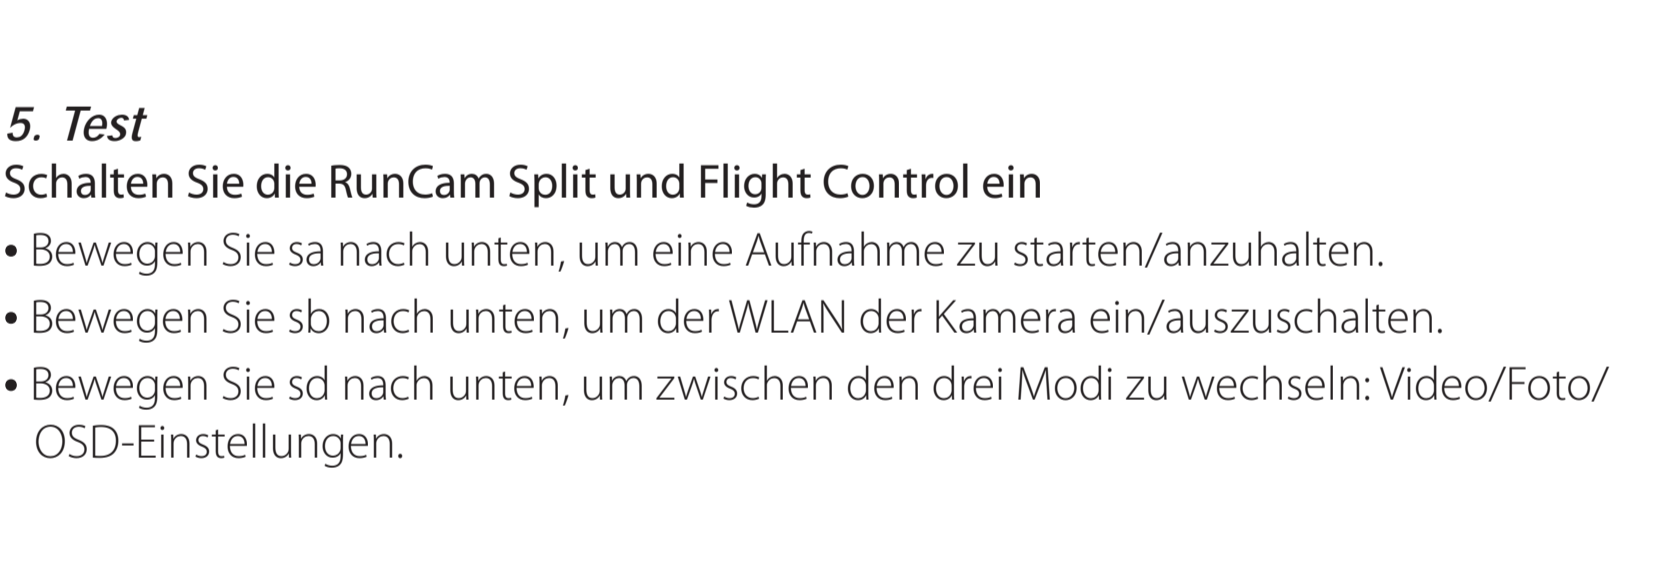 5. Test
Schalten Sie die RunCam Split und Flight Control ein
• Bewegen Sie sa nach unten, um eine Aufnahme zu starten/anzuhalten.
• Bewegen Sie sb nach unten, um der WLAN der Kamera ein/auszuschalten.
• Bewegen Sie sd nach unten, um zwischen den drei Modi zu wechseln: Video/Foto/
OSD-Einstellungen.